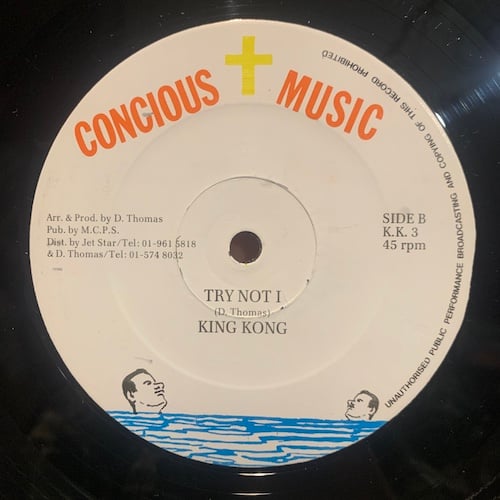 CONCIOUS MUSIC
UNAUTHORISED PUBLIC PERFORMANCE BROADCASTING AND COPYING OF THIS RECORD PROHIBITED
Arr. & Prod. by D. Thomas
Pub. by M.C.P.S.
Dist. by Jet Star/Tel: 01-961 5818
& D. Thomas/Tel: 01-574 8032
SIDE B
K.K. 3
45 rpm
TRY NOT I
(D. Thomas)
KING KONG